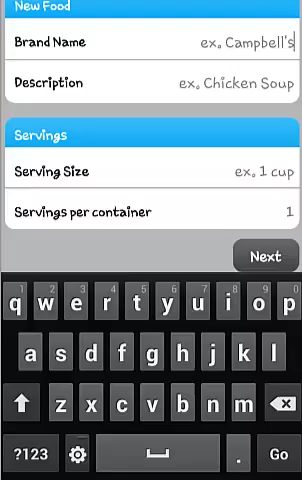 New Food
Brand Name ex. Campbell's
Description ex. Chicken Soup
Servings
Serving Size ex. 1 cup
Servings per container 1
Next
1 2 3 4 5 6 7 8 9 0
q w e r t y u i o p
a s d f g h j k l
z x c v b n m
?123 . Go